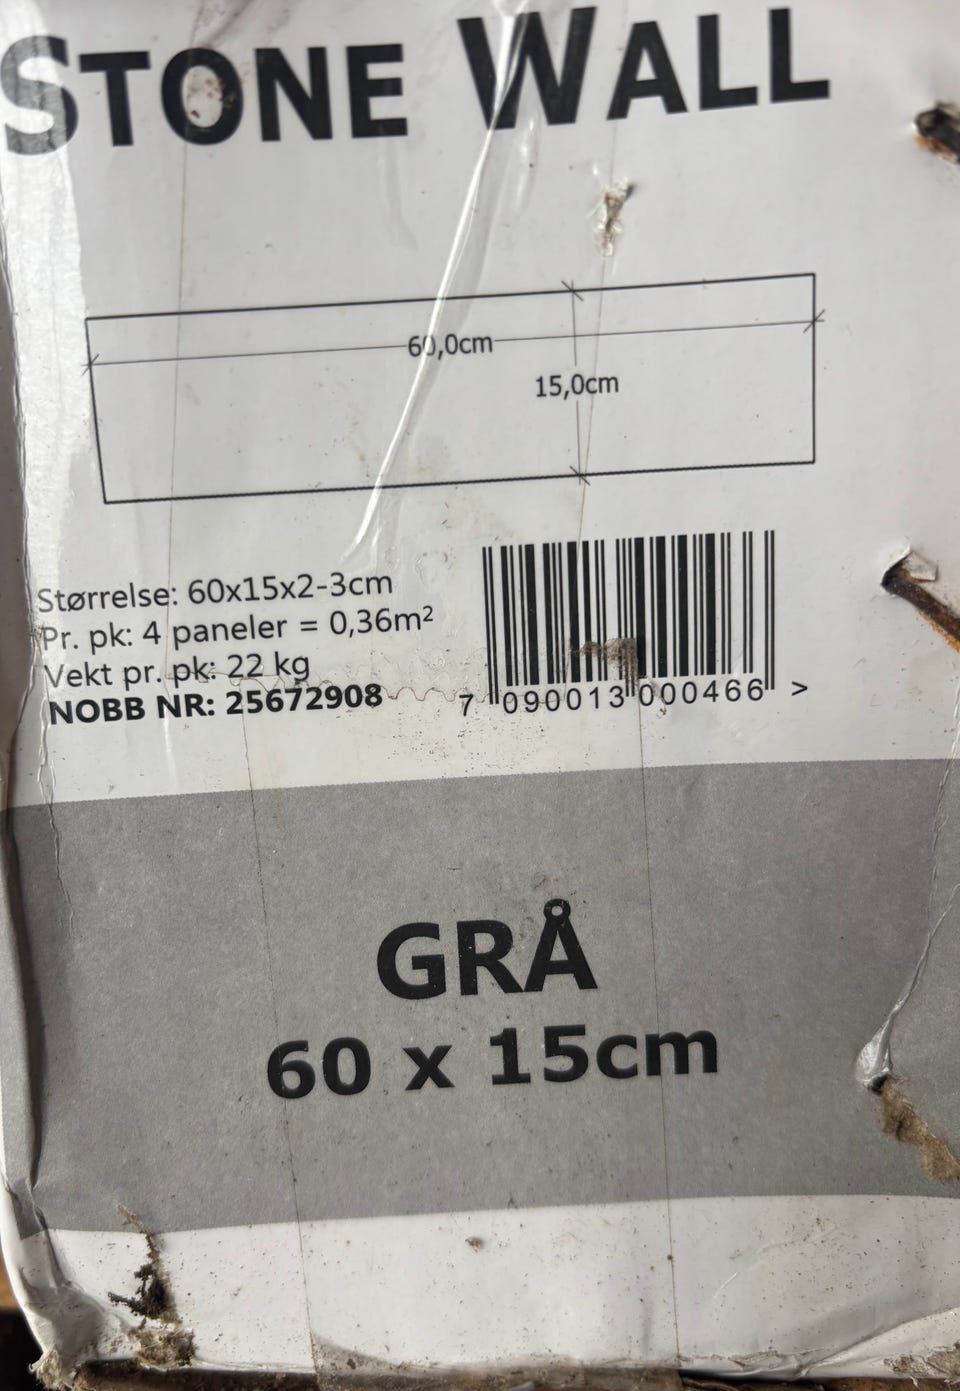 STONE WALL
60,0cm
15,0cm
Størrelse: 60x15x2-3cm
Pr. pk: 4 paneler = 0,36m²
Vekt pr. pk: 22 kg
NOBB NR: 25672908
7 090013 000466 >
GRÅ
60 x 15cm